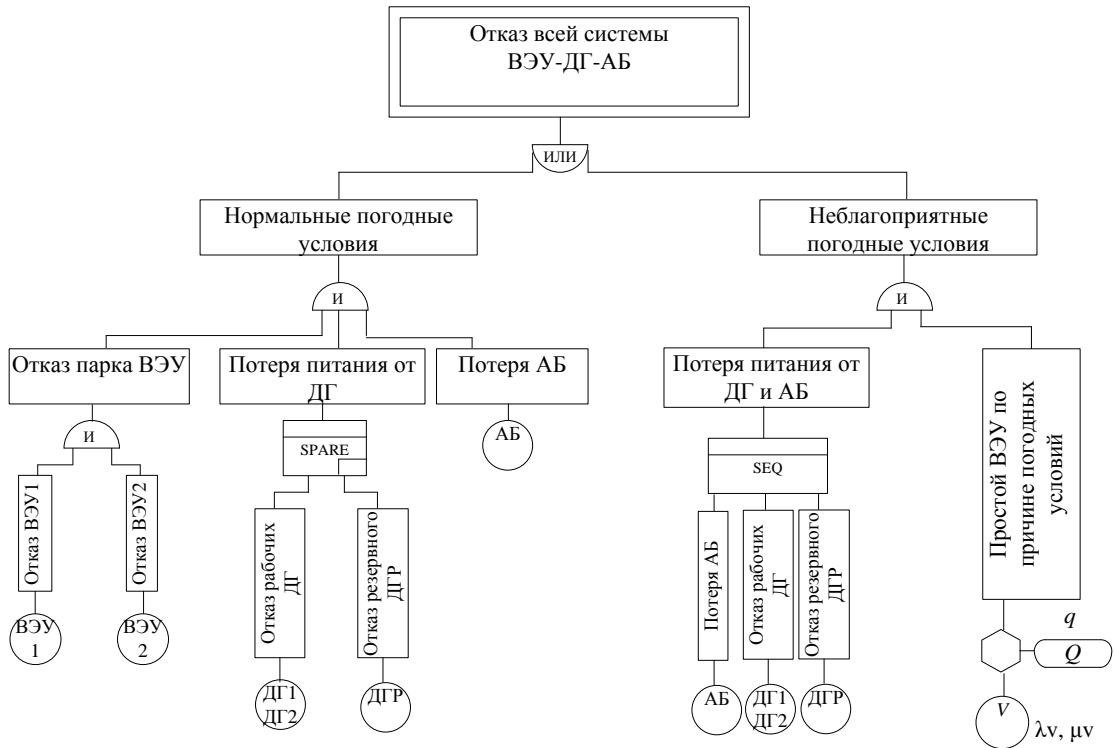 Отказ всей системы
ВЭУ-ДГ-АБ
ИЛИ
Нормальные погодные
условия
Неблагоприятные
погодные условия
И
И
Отказ парка ВЭУ
Потеря питания от
ДГ
Потеря АБ
Потеря питания от
ДГ и АБ
Простой ВЭУ по
причине погодных
условий
И
SPARE
АБ
SEQ
Отказ ВЭУ1
Отказ ВЭУ2
Отказ рабочих
ДГ
Отказ резервного
ДГР
Потеря АБ
Отказ рабочих
ДГ
Отказ резервного
ДГР
q
Q
ВЭУ
1
ВЭУ
2
ДГ1
ДГ2
ДГР
АБ
ДГ1
ДГ2
ДГР
V
λv, μv